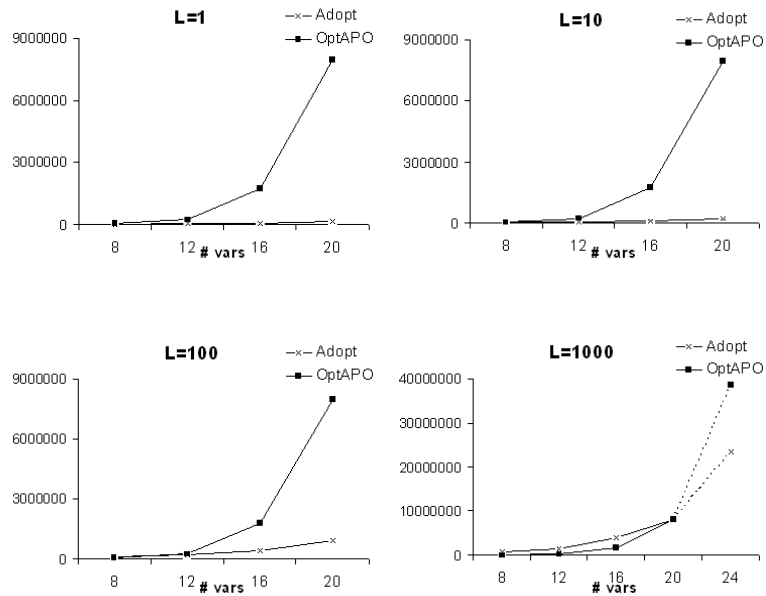 L=1
Adopt
OptAPO
9000000
6000000
3000000
0
8 12 16 20
# vars
L=10
Adopt
OptAPO
9000000
6000000
3000000
0
8 12 16 20
# vars
L=100
Adopt
OptAPO
9000000
6000000
3000000
0
8 12 16 20
# vars
L=1000
Adopt
OptAPO
40000000
30000000
20000000
10000000
0
8 12 16 20 24
# vars